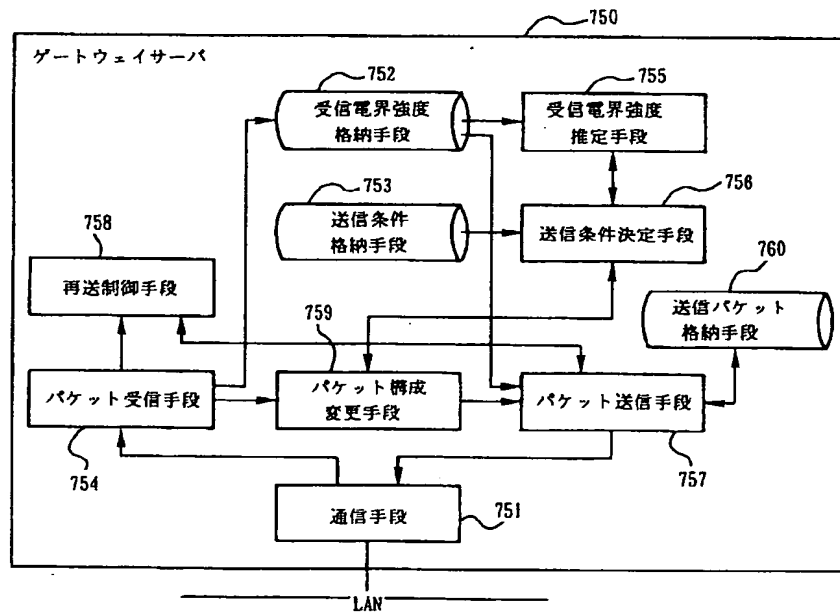 750
ゲートウェイサーバ
752
受信電界強度
格納手段
755
受信電界強度
推定手段
753
送信条件
格納手段
756
送信条件決定手段
758
再送制御手段
760
送信パケット
格納手段
759
パケット受信手段
754
パケット構成
変更手段
パケット送信手段
757
通信手段
751
LAN